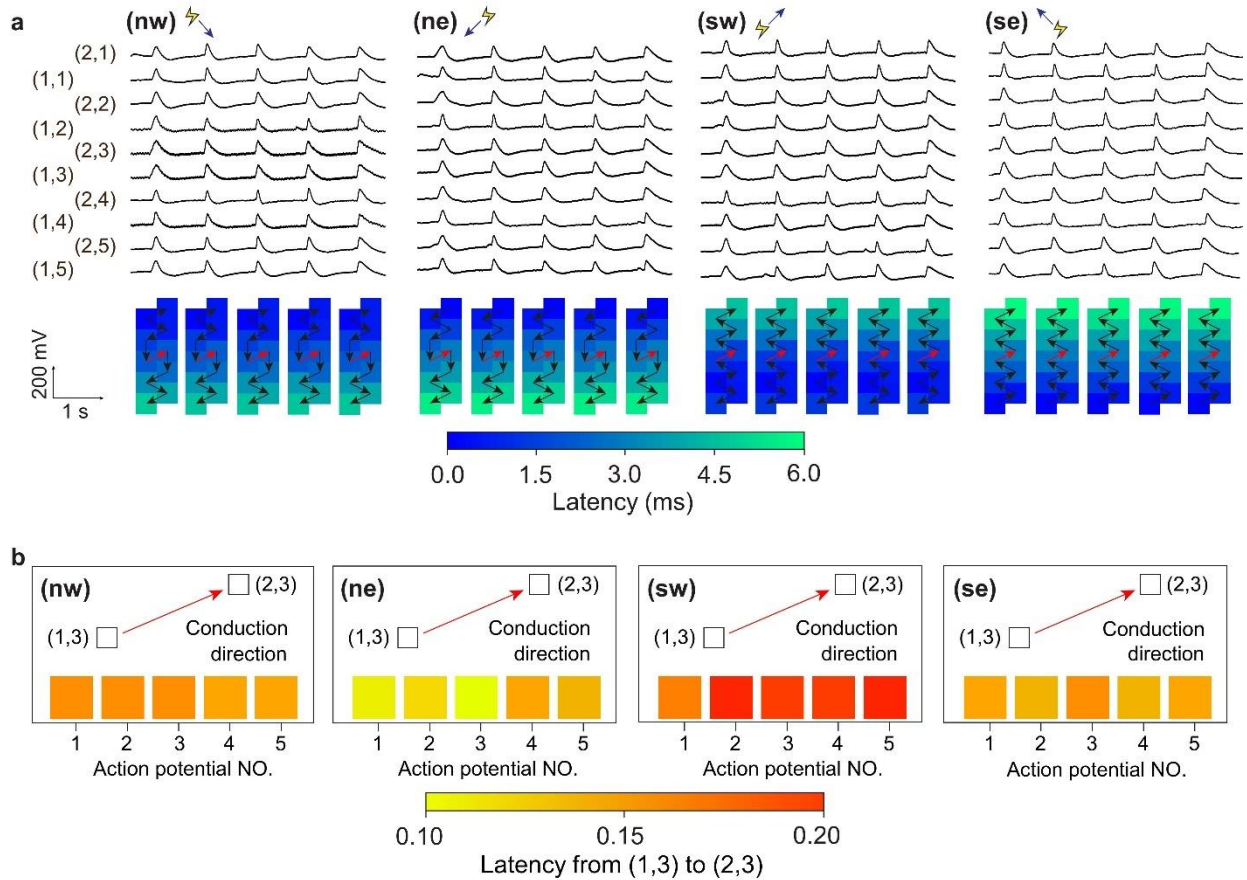 a
(nw)
(ne)
(sw)
(se)
(2,1)
(1,1)
(2,2)
(1,2)
(2,3)
(1,3)
(2,4)
(1,4)
(2,5)
(1,5)
200 mV
1 s
0.0 1.5 3.0 4.5 6.0
Latency (ms)
b
(nw)
(2,3)
(1,3)
Conduction
direction
1 2 3 4 5
Action potential NO.
(ne)
(2,3)
(1,3)
Conduction
direction
1 2 3 4 5
Action potential NO.
(sw)
(2,3)
(1,3)
Conduction
direction
1 2 3 4 5
Action potential NO.
(se)
(2,3)
(1,3)
Conduction
direction
1 2 3 4 5
Action potential NO.
0.10 0.15 0.20
Latency from (1,3) to (2,3)